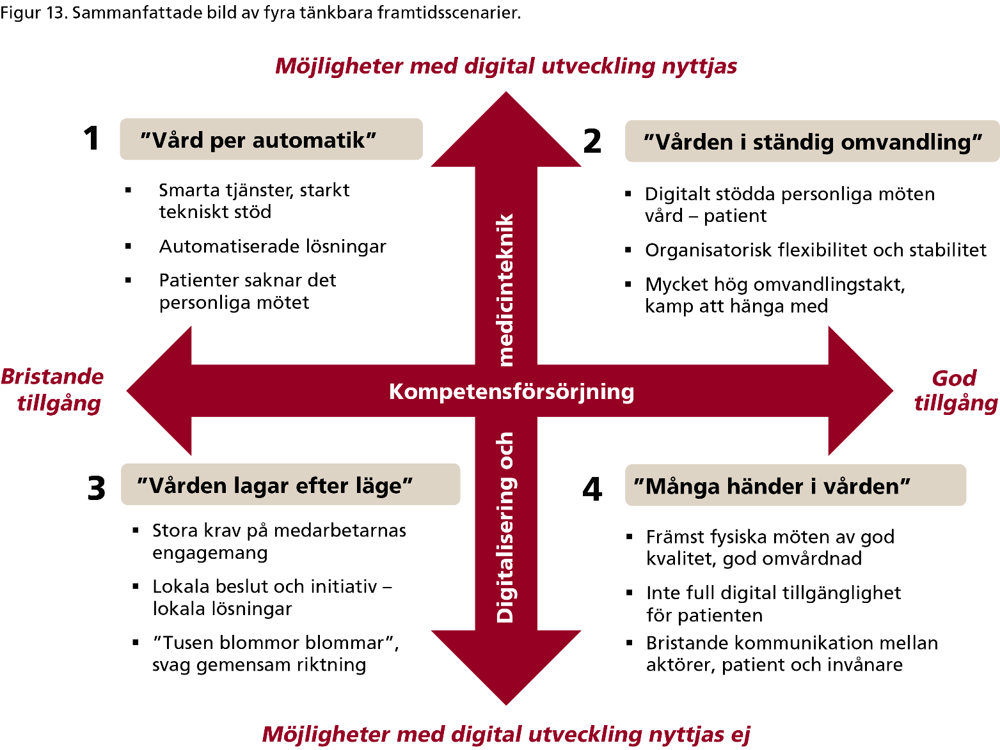 Figur 13. Sammanfattade bild av fyra tänkbara framtidsscenarier.
Möjligheter med digital utveckling nyttjas
1
”Vård per automatik”
▪ Smarta tjänster, starkt
tekniskt stöd
▪ Automatiserade lösningar
▪ Patienter saknar det
personliga mötet
2
”Vården i ständig omvandling”
▪ Digitalt stödda personliga möten
vård – patient
▪ Organisatorisk flexibilitet och stabilitet
▪ Mycket hög omvandlingstakt,
kamp att hänga med
Bristande
tillgång
Kompetensförsörjning
God
tillgång
Digitalisering och medicinteknik
3
”Vården lagar efter läge”
▪ Stora krav på medarbetarnas
engagemang
▪ Lokala beslut och initiativ –
lokala lösningar
▪ ”Tusen blommor blommar”,
svag gemensam riktning
4
”Många händer i vården”
▪ Främst fysiska möten av god
kvalitet, god omvårdnad
▪ Inte full digital tillgänglighet
för patienten
▪ Bristande kommunikation mellan
aktörer, patient och invånare
Möjligheter med digital utveckling nyttjas ej